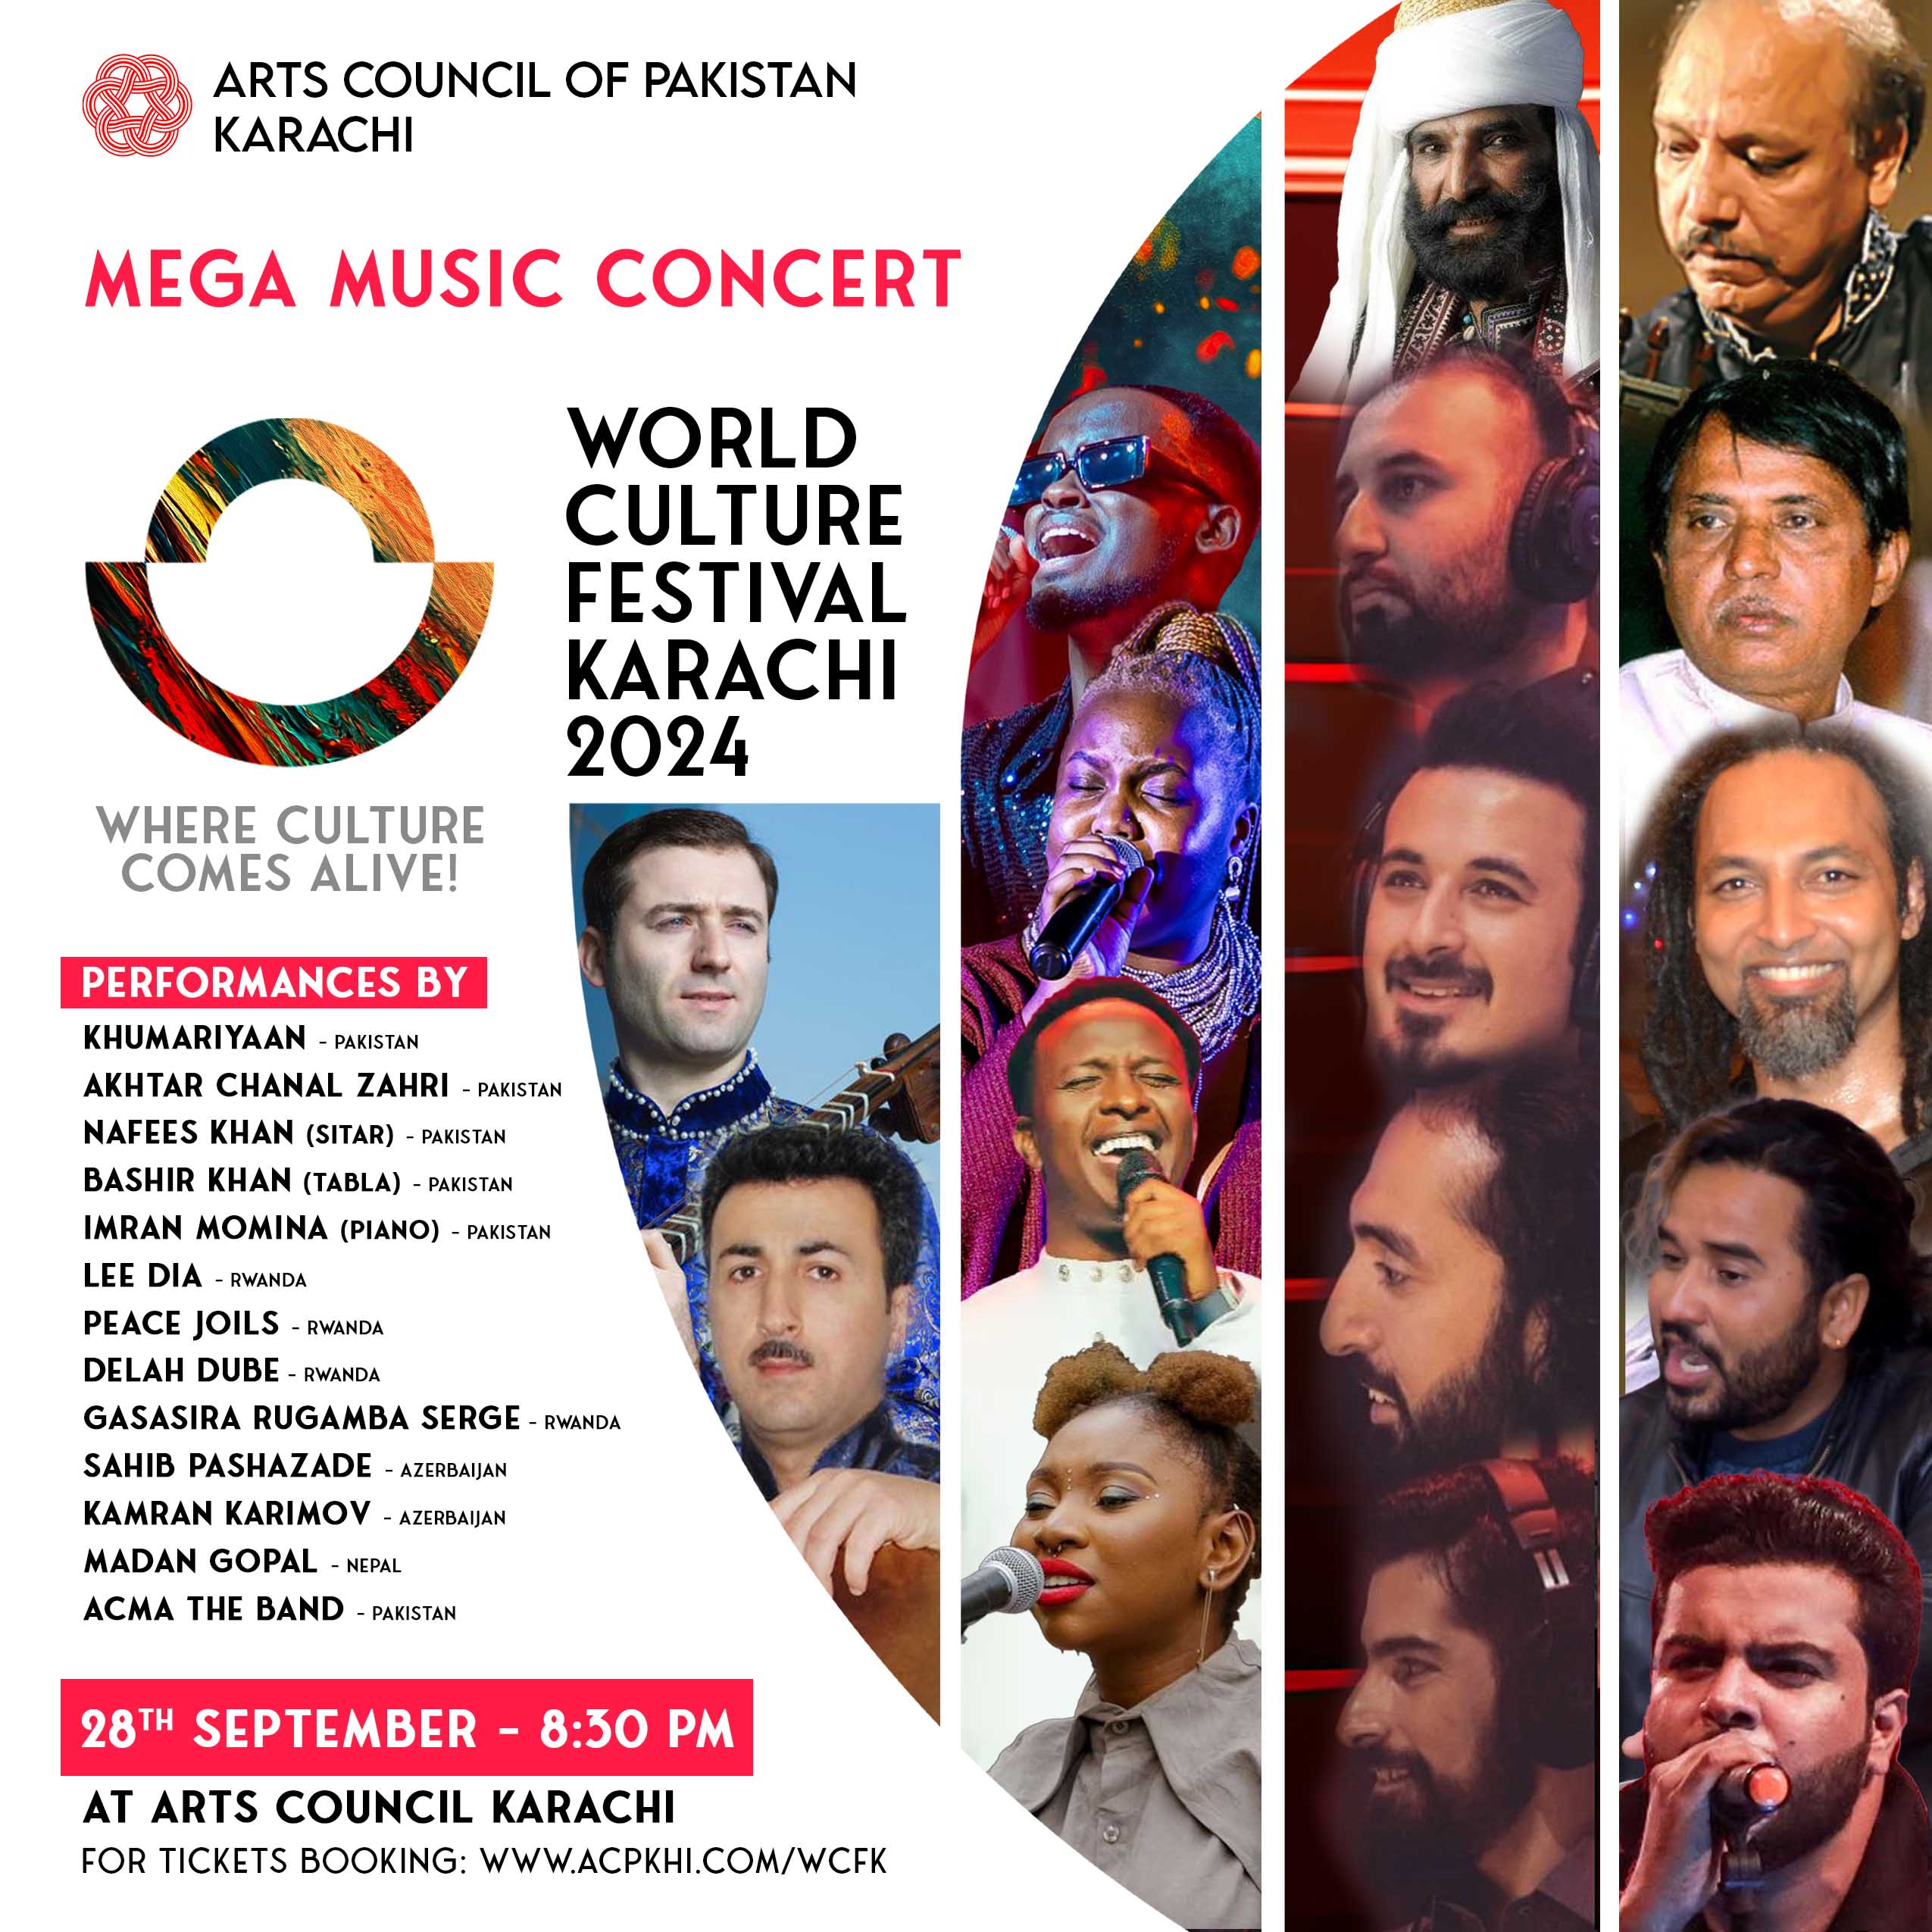 ARTS COUNCIL OF PAKISTAN
KARACHI
MEGA MUSIC CONCERT
WORLD
CULTURE
FESTIVAL
KARACHI
2024
WHERE CULTURE
COMES ALIVE!
PERFORMANCES BY
KHUMARIYAAN - PAKISTAN
AKHTAR CHANAL ZAHRI - PAKISTAN
NAFEES KHAN (SITAR) - PAKISTAN
BASHIR KHAN (TABLA) - PAKISTAN
IMRAN MOMINA (PIANO) - PAKISTAN
LEE DIA - RWANDA
PEACE JOILS - RWANDA
DELAH DUBE - RWANDA
GASASIRA RUGAMBA SERGE - RWANDA
SAHIB PASHAZADE - AZERBAIJAN
KAMRAN KARIMOV - AZERBAIJAN
MADAN GOPAL - NEPAL
ACMA THE BAND - PAKISTAN
28TH SEPTEMBER - 8:30 PM
AT ARTS COUNCIL KARACHI
FOR TICKETS BOOKING: WWW.ACPKHI.COM/WCFK